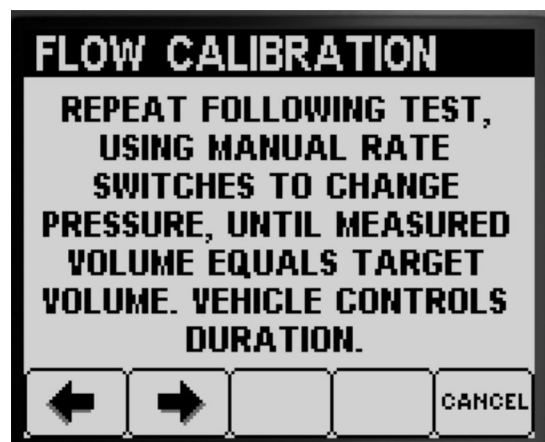 FLOW CALIBRATION
REPEAT FOLLOWING TEST,
USING MANUAL RATE
SWITCHES TO CHANGE
PRESSURE, UNTIL MEASURED
VOLUME EQUALS TARGET
VOLUME. VEHICLE CONTROLS
DURATION.
CANCEL